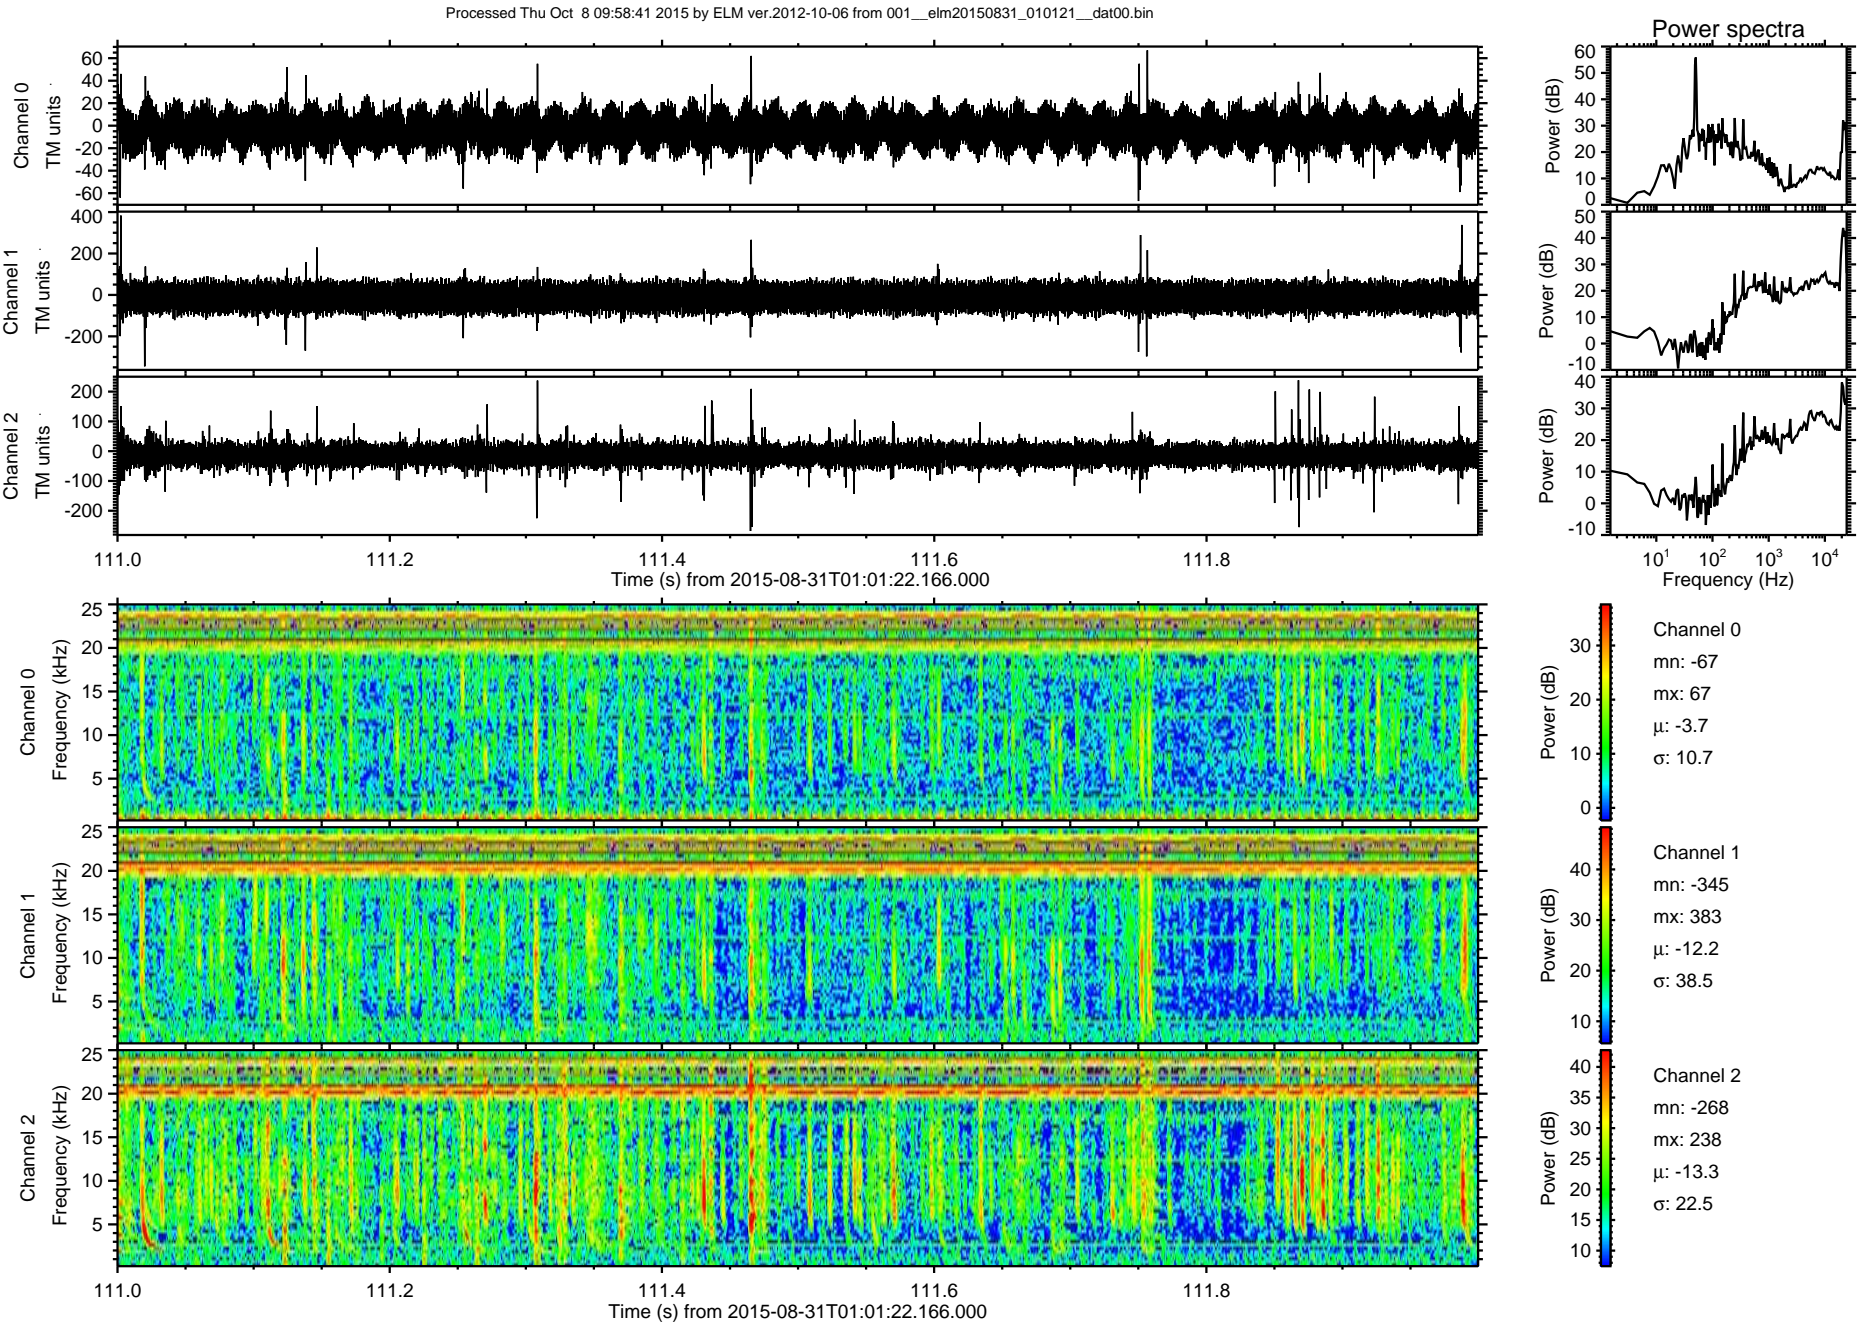 Processed Thu Oct  8 09:58:41 2015 by ELM ver.2012-10-06 from 001__elm20150831_010121__dat00.bin
Power spectra
Channel 0
TM units
60
40
20
0
-20
-40
-60
Power (dB)
60
50
40
30
20
10
0
Channel 1
TM units
400
200
0
-200
Power (dB)
50
40
30
20
10
0
-10
Channel 2
TM units
200
100
0
-100
-200
Power (dB)
40
30
20
10
0
-10
111.0 111.2 111.4 111.6 111.8
Time (s) from 2015-08-31T01:01:22.166.000
10^1 10^2 10^3 10^4
Frequency (Hz)
Channel 0
Frequency (kHz)
25
20
15
10
5
Power (dB)
30
20
10
0
Channel 0
mn: -67
mx: 67
µ: -3.7
σ: 10.7
Channel 1
Frequency (kHz)
25
20
15
10
5
Power (dB)
40
30
20
10
Channel 1
mn: -345
mx: 383
µ: -12.2
σ: 38.5
Channel 2
Frequency (kHz)
25
20
15
10
5
Power (dB)
40
35
30
25
20
15
10
Channel 2
mn: -268
mx: 238
µ: -13.3
σ: 22.5
111.0 111.2 111.4 111.6 111.8
Time (s) from 2015-08-31T01:01:22.166.000